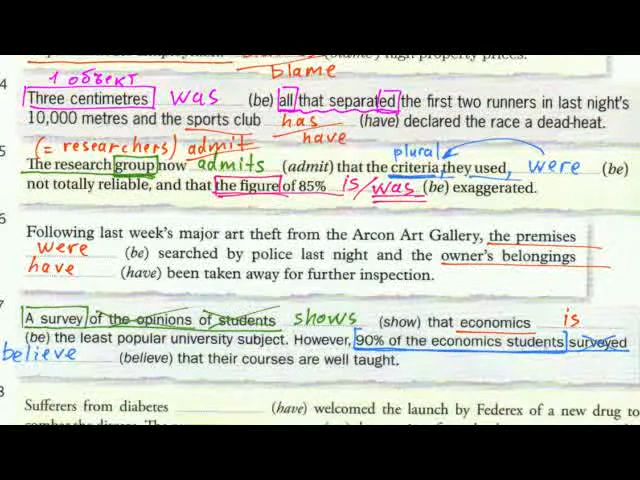 (blame) high property prices.
blame
4 1 объект
Three centimetres was (be) all that separated the first two runners in last night's
10,000 metres and the sports club has (have) declared the race a dead-heat.
have
(= researchers) admit
plural
5 The research group now admits (admit) that the criteria they used, were (be)
not totally reliable, and that the figure of 85% is/was (be) exaggerated.
6 Following last week's major art theft from the Arcon Art Gallery, the premises
were (be) searched by police last night and the owner's belongings
have (have) been taken away for further inspection.
7 A survey of the opinions of students shows (show) that economics is
(be) the least popular university subject. However, 90% of the economics students surveyed
believe (believe) that their courses are well taught.
8 Sufferers from diabetes (have) welcomed the launch by Federex of a new drug to